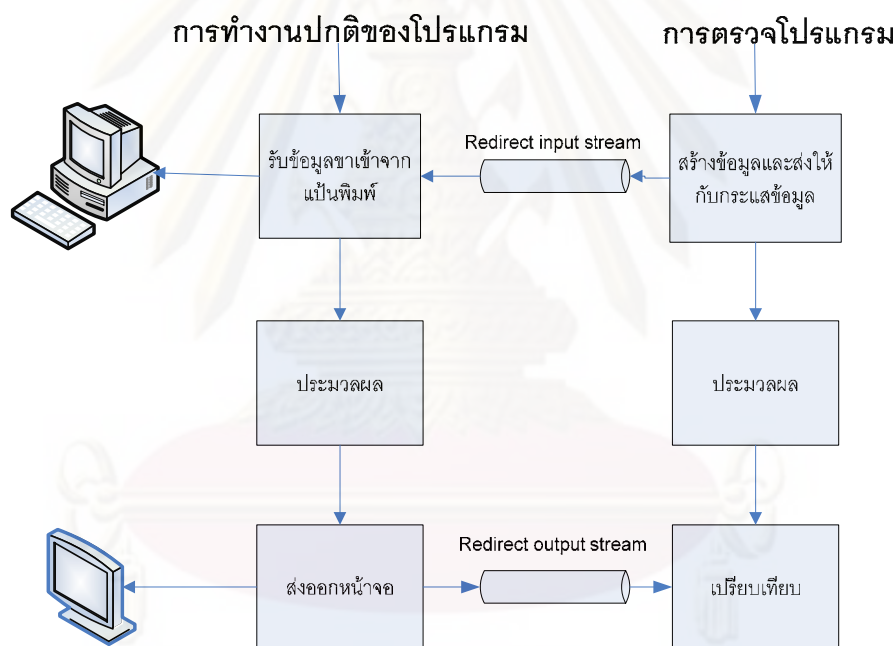 การทำงานปกติของโปรแกรม
การตรวจโปรแกรม
รับข้อมูลขาเข้าจาก
แป้นพิมพ์
Redirect input stream
สร้างข้อมูลและส่งให้
กับกระแสข้อมูล
ประมวลผล
ประมวลผล
ส่งออกหน้าจอ
Redirect output stream
เปรียบเทียบ